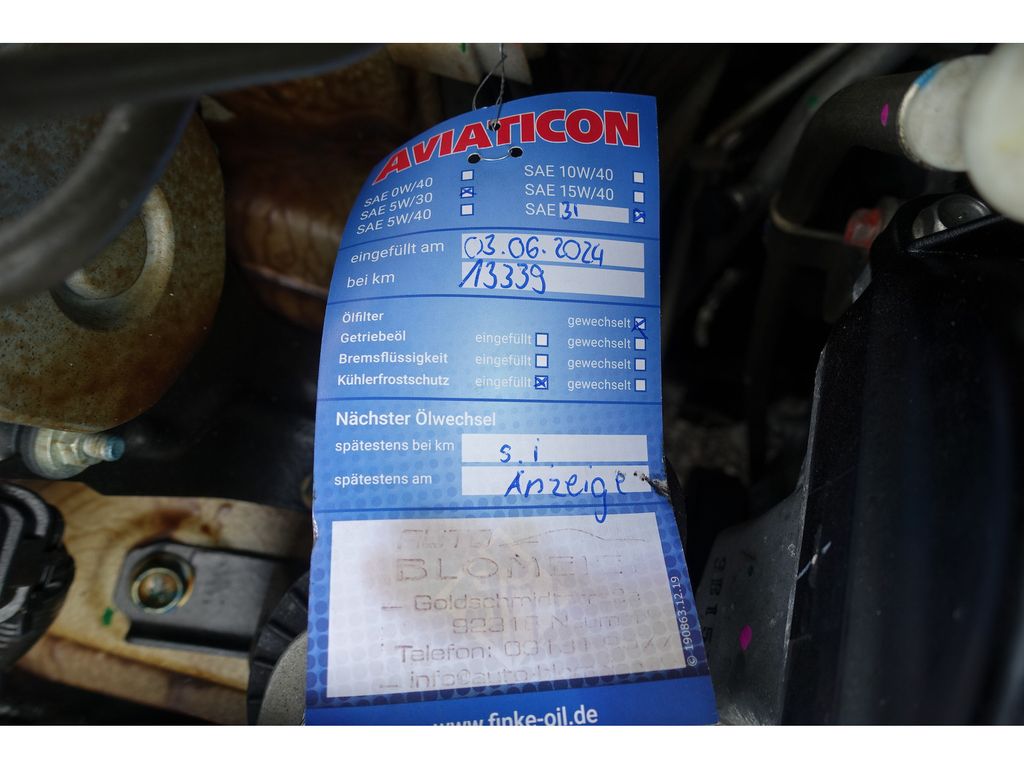 AVIATICON
SAE 0W/40
SAE 5W/30
SAE 5W/40
SAE 10W/40
SAE 15W/40
SAE
eingefüllt am 03.06.2024
bei km 13339
Ölfilter gewechselt
Getriebeöl eingefüllt gewechselt
Bremsflüssigkeit eingefüllt gewechselt
Kühlerfrostschutz eingefüllt gewechselt
Nächster Ölwechsel
spätestens bei km s.i
spätestens am Anzeige
AUTO
Telefon:
© 190863.12.19
www.finke-oil.de